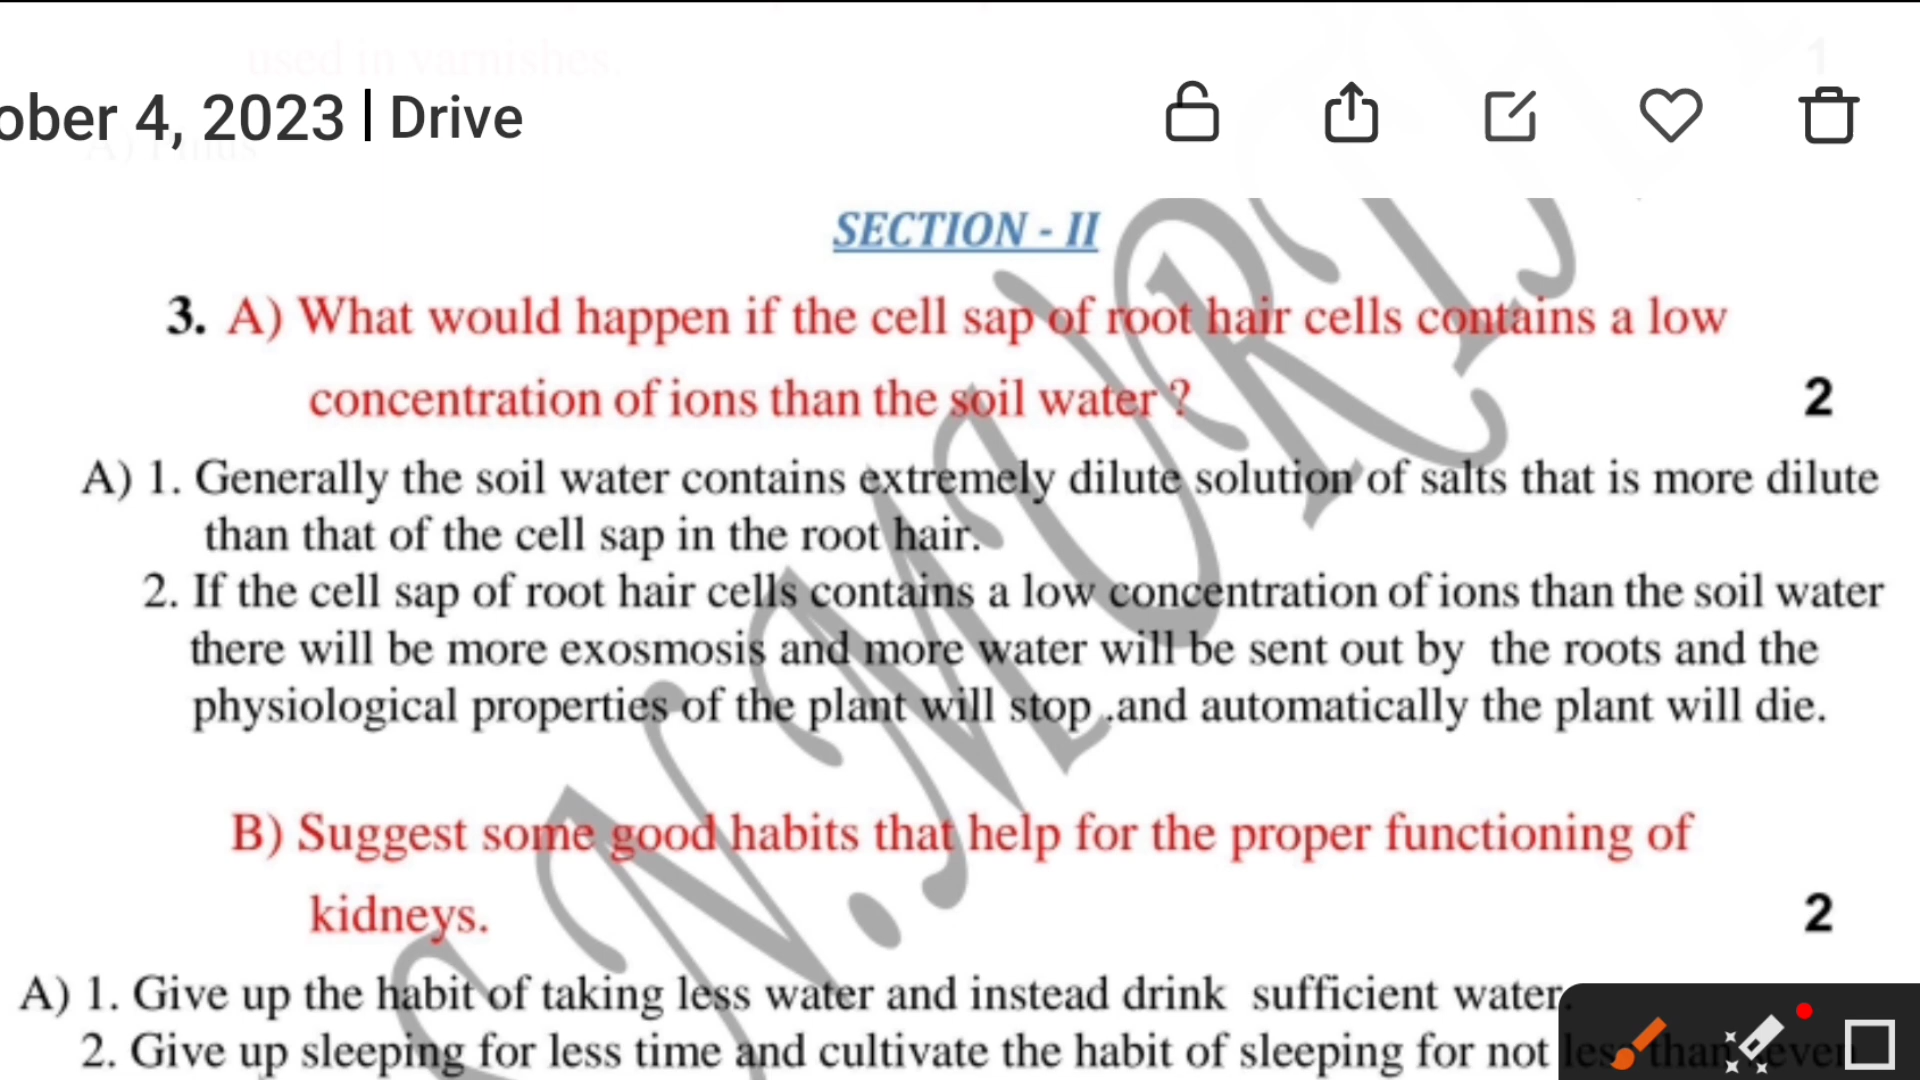 used in varnishes. 1
ober 4, 2023 | Drive
A) Pinus
SECTION - II
3. A) What would happen if the cell sap of root hair cells contains a low
concentration of ions than the soil water ? 2
A) 1. Generally the soil water contains extremely dilute solution of salts that is more dilute
than that of the cell sap in the root hair.
2. If the cell sap of root hair cells contains a low concentration of ions than the soil water
there will be more exosmosis and more water will be sent out by the roots and the
physiological properties of the plant will stop .and automatically the plant will die.
B) Suggest some good habits that help for the proper functioning of
kidneys. 2
A) 1. Give up the habit of taking less water and instead drink sufficient water.
2. Give up sleeping for less time and cultivate the habit of sleeping for not less than